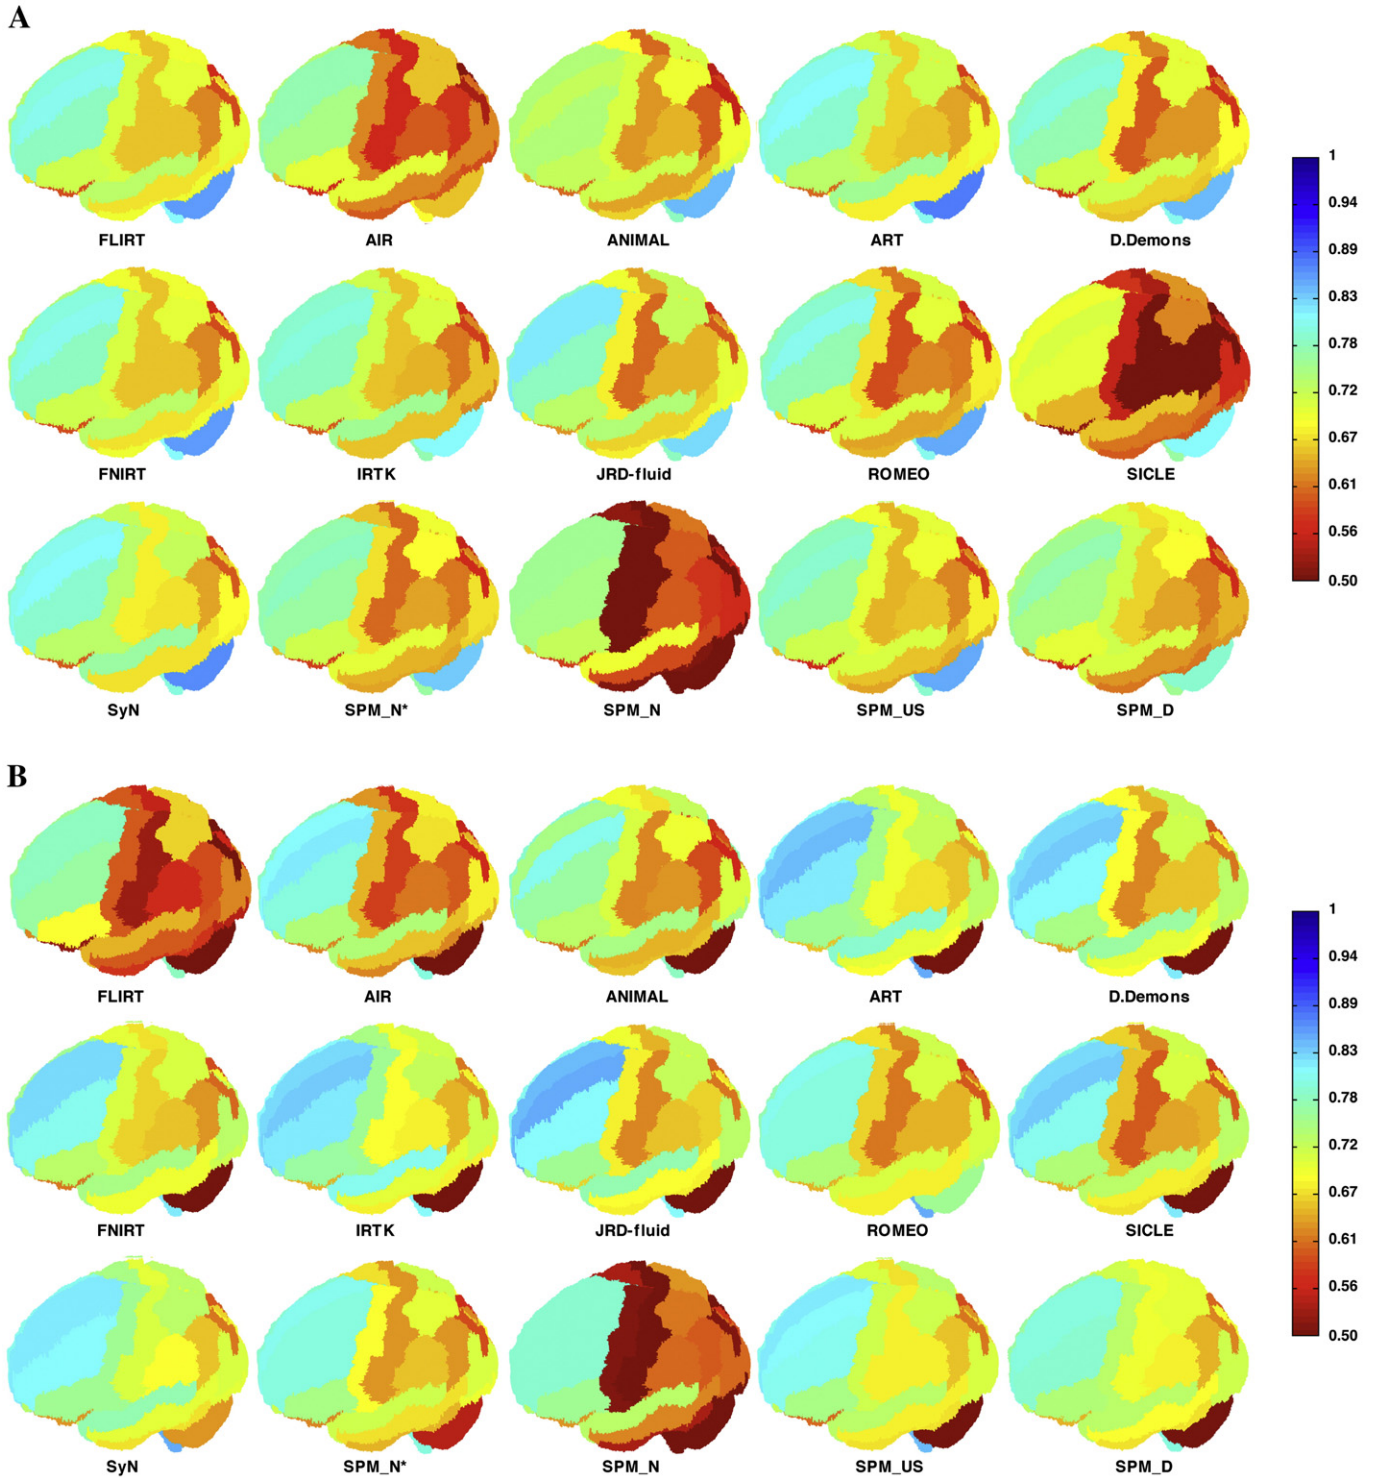 A
FLIRT AIR ANIMAL ART D.Demons
FNIRT IRTK JRD-fluid ROMEO SICLE
SyN SPM_N* SPM_N SPM_US SPM_D
1
0.94
0.89
0.83
0.78
0.72
0.67
0.61
0.56
0.50
B
FLIRT AIR ANIMAL ART D.Demons
FNIRT IRTK JRD-fluid ROMEO SICLE
SyN SPM_N* SPM_N SPM_US SPM_D
1
0.94
0.89
0.83
0.78
0.72
0.67
0.61
0.56
0.50